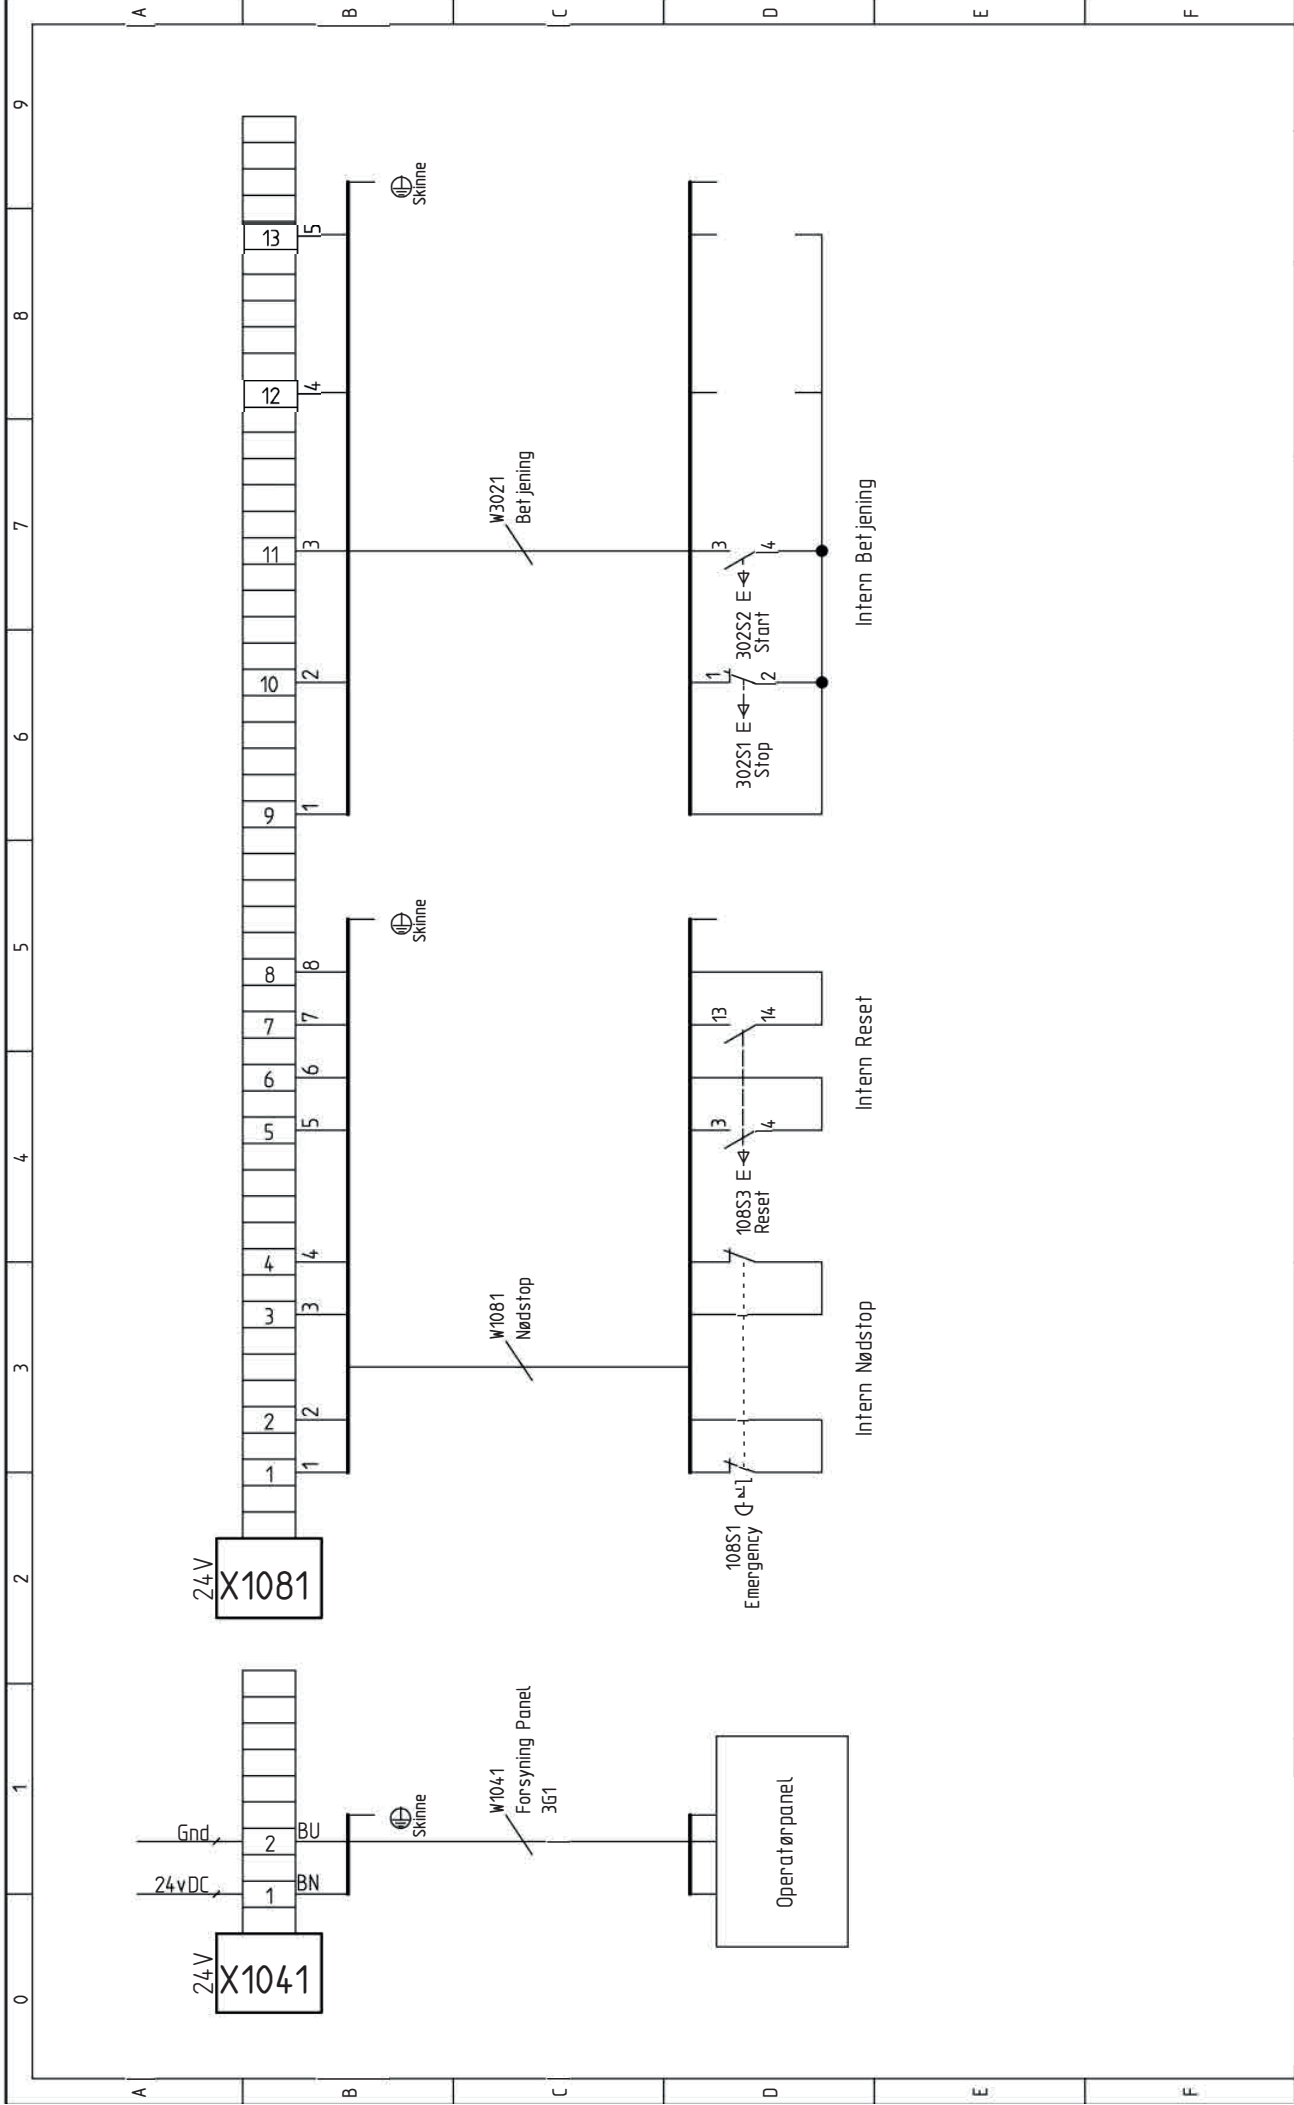 0 1 2 3 4 5 6 7 8 9
A
24vDC Gnd
24V
X1041
1 2
BN BU
24V
X1081
1 2 3 4 5 6 7 8 9 10 11 12 13
1 2 3 4 5 6 7 8 1 2 3 4 5
B
Skinne
Skinne
Skinne
C
W1041
Forsyning Panel
3G1
W1081
Nødstop
W3021
Betjening
D
Operatørpanel
108S1
Emergency
108S3
Reset
3 4
13 14
302S1
Stop
1 2
302S2
Start
3 4
Intern Nødstop
Intern Reset
Intern Betjening
E
F
A
B
C
D
E
F